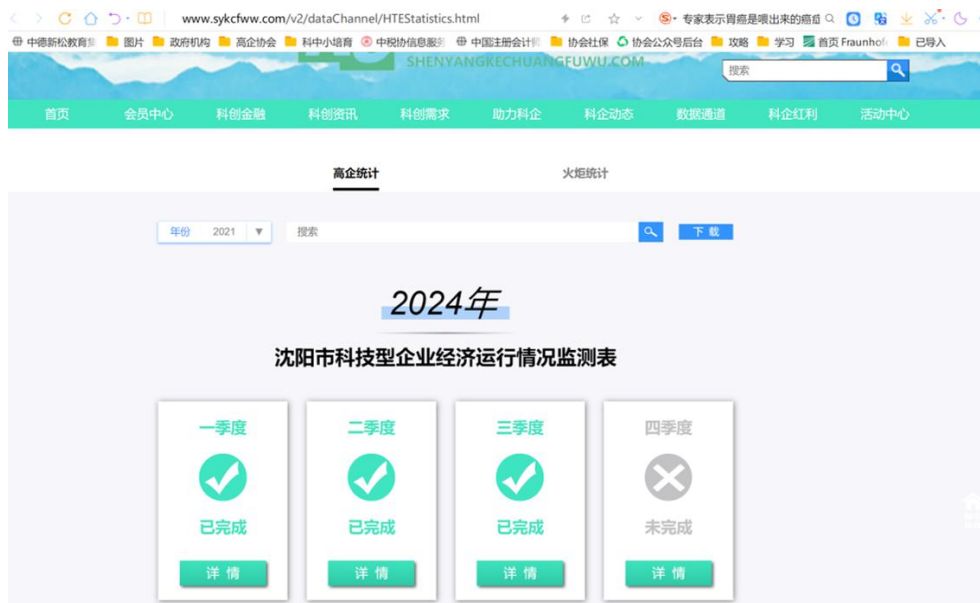 www.sykcfww.com/v2/dataChannel/HTEStatistics.html 专家表示胃癌是喂出来的癌症
中德新松教育集 图片 政府机构 高企协会 科中小培育 中税协信息服务 中国注册会计师 协会社保 协会公众号后台 攻略 学习 首页 Fraunhof 已导入
SHENYANGKECHUANGFUWU.COM
搜索
首页 会员中心 科创金融 科创资讯 科创需求 助力科企 科企动态 数据通道 科企红利 活动中心
高企统计 火炬统计
年份 2021 ▼ 搜索 下载
2024年
沈阳市科技型企业经济运行情况监测表
一季度 二季度 三季度 四季度
已完成 已完成 已完成 未完成
详情 详情 详情 详情